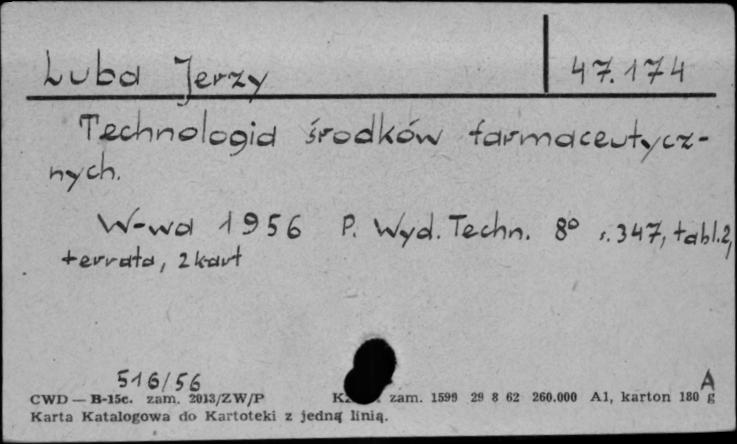 Luba Jerzy 47.174
Technologia środków farmaceutycz-
nych.
W-wa 1956 P. Wyd. Techn. 8° s. 347, tabl. 2,
+errata, 2 kart
516/56 A
CWD — B-15c. zam. 2013/ZW/P zam. 1599 29 8 62 260.000 A1, karton 180 g
Karta Katalogowa do Kartoteki z jedną linią.